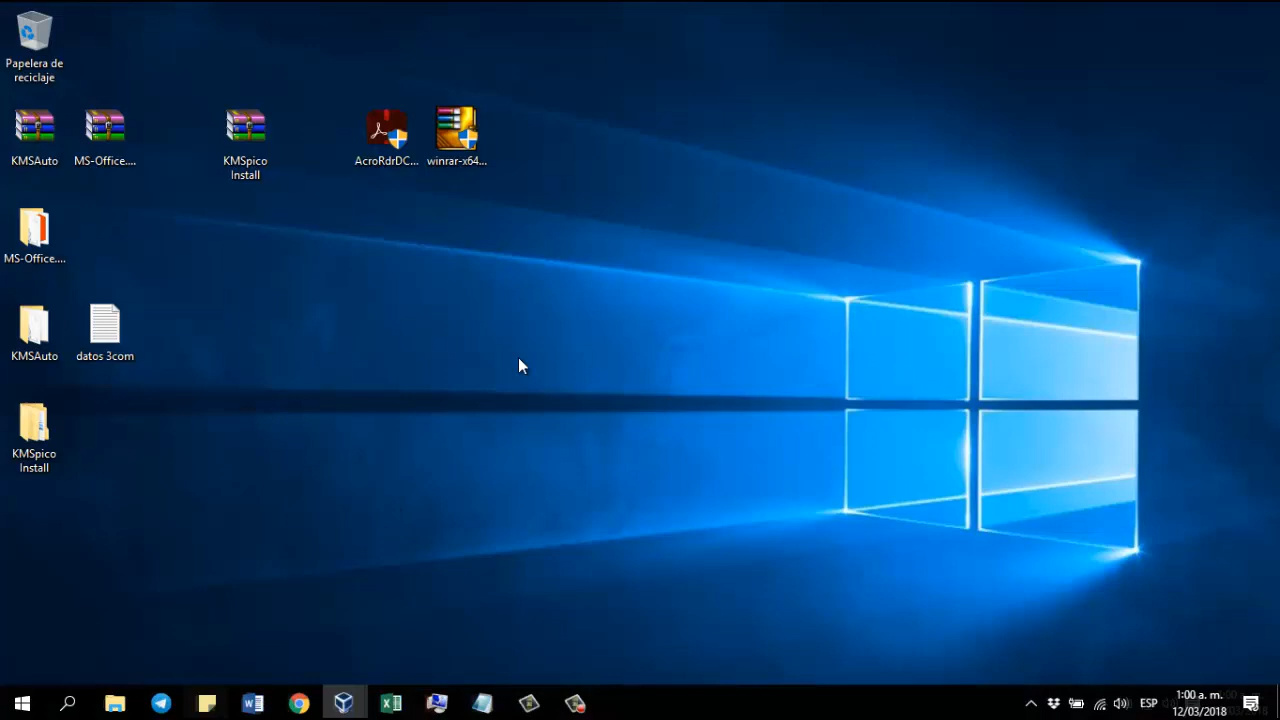 Papelera de
reciclaje
KMSAuto
MS-Office....
KMSpico
Install
AcroRdrDC...
winrar-x64...
MS-Office....
KMSAuto
datos 3com
KMSpico
Install
ESP
1:00 a. m.
12/03/2018